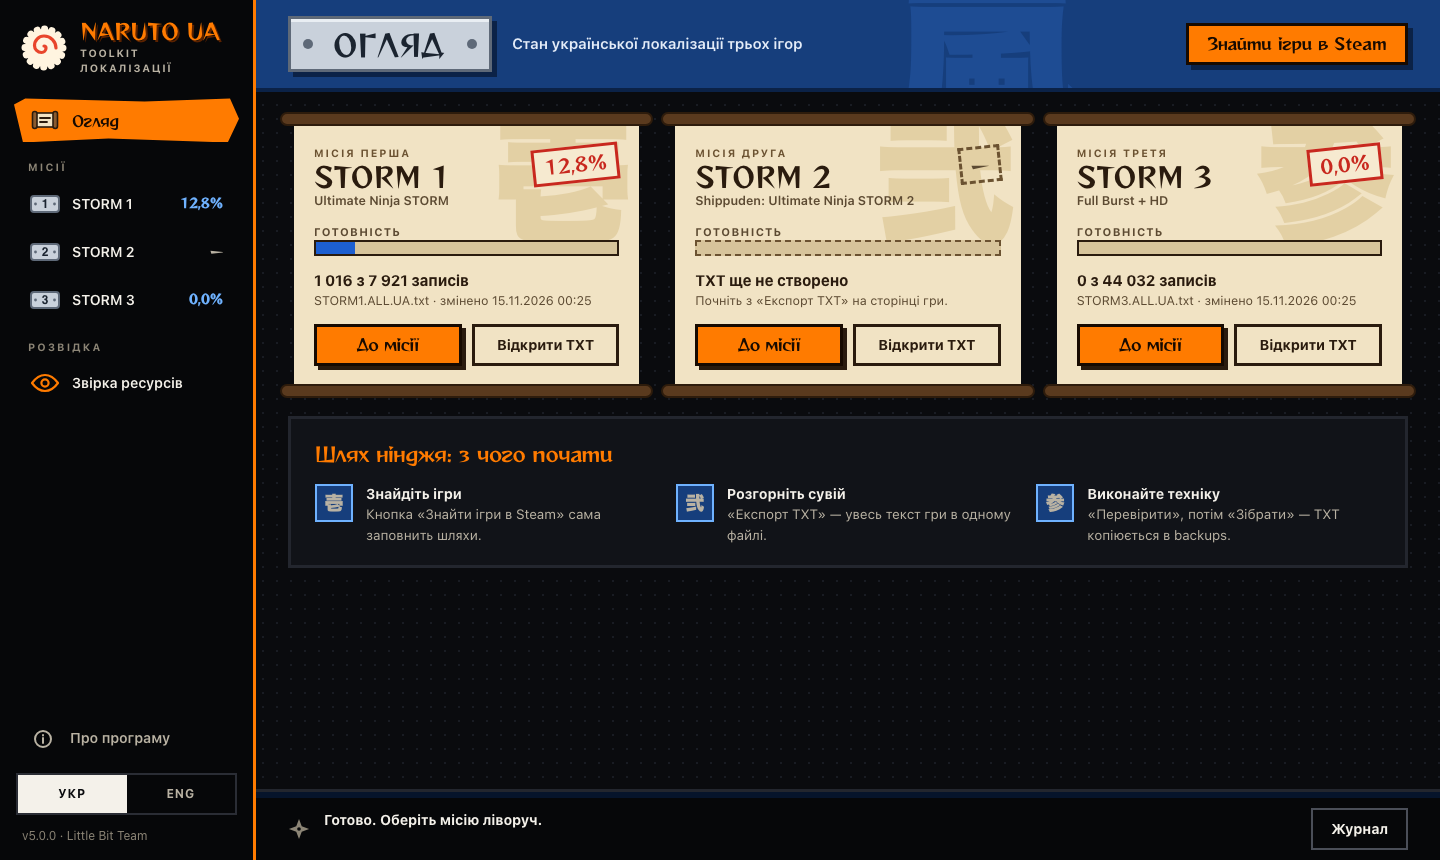 NARUTO UA
TOOLKIT
ЛОКАЛІЗАЦІЇ
Огляд
МІСІЇ
1 STORM 1 12,8%
2 STORM 2 –
3 STORM 3 0,0%
РОЗВІДКА
Звірка ресурсів
Про програму
УКР ENG
v5.0.0 · Little Bit Team
ОГЛЯД
Стан української локалізації трьох ігор
風
Знайти ігри в Steam
壱
МІСІЯ ПЕРША
STORM 1
12,8%
Ultimate Ninja STORM
ГОТОВНІСТЬ
1 016 з 7 921 записів
STORM1.ALL.UA.txt · змінено 15.11.2026 00:25
До місії Відкрити TXT
弐
МІСІЯ ДРУГА
STORM 2
–
Shippuden: Ultimate Ninja STORM 2
ГОТОВНІСТЬ
TXT ще не створено
Почніть з «Експорт TXT» на сторінці гри.
До місії Відкрити TXT
参
МІСІЯ ТРЕТЯ
STORM 3
0,0%
Full Burst + HD
ГОТОВНІСТЬ
0 з 44 032 записів
STORM3.ALL.UA.txt · змінено 15.11.2026 00:25
До місії Відкрити TXT
Шлях нінджя: з чого почати
壱
Знайдіть ігри
Кнопка «Знайти ігри в Steam» сама
заповнить шляхи.
弐
Розгорніть сувій
«Експорт TXT» — увесь текст гри в одному
файлі.
参
Виконайте техніку
«Перевірити», потім «Зібрати» — TXT
копіюється в backups.
Готово. Оберіть місію ліворуч.
Журнал